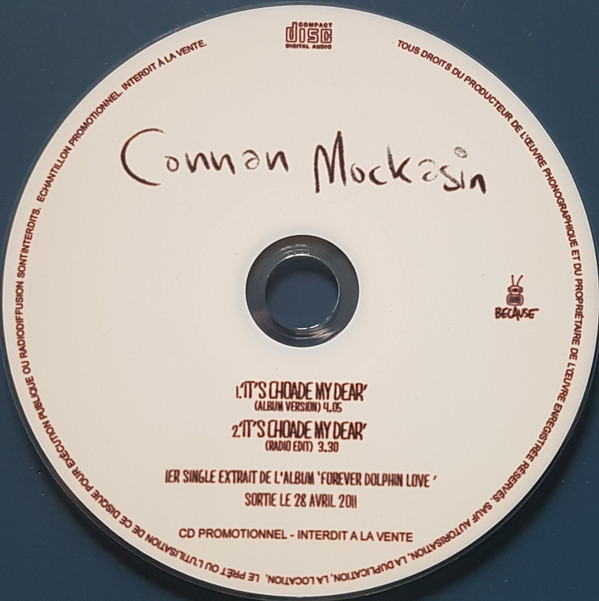 COMPACT
disc
DIGITAL AUDIO
ECHANTILLON PROMOTIONNEL. INTERDIT À LA VENTE.
TOUS DROITS DU PRODUCTEUR DE L'ŒUVRE PHONOGRAPHIQUE ET DU PROPRIÉTAIRE DE L'ŒUVRE ENREGISTRÉE RÉSERVÉS. SAUF AUTORISATION, LA DUPLICATION, LA LOCATION, LE PRÊT OU L'UTILISATION DE CE DISQUE POUR EXÉCUTION PUBLIQUE OU RADIODIFFUSION SONT INTERDITS.
Connan Mockasin
BECAUSE
1.'IT'S CHOADE MY DEAR'
(ALBUM VERSION) 4.05
2.'IT'S CHOADE MY DEAR'
(RADIO EDIT) 3.30
1ER SINGLE EXTRAIT DE L'ALBUM 'FOREVER DOLPHIN LOVE'
SORTIE LE 28 AVRIL 2011
CD PROMOTIONNEL - INTERDIT A LA VENTE